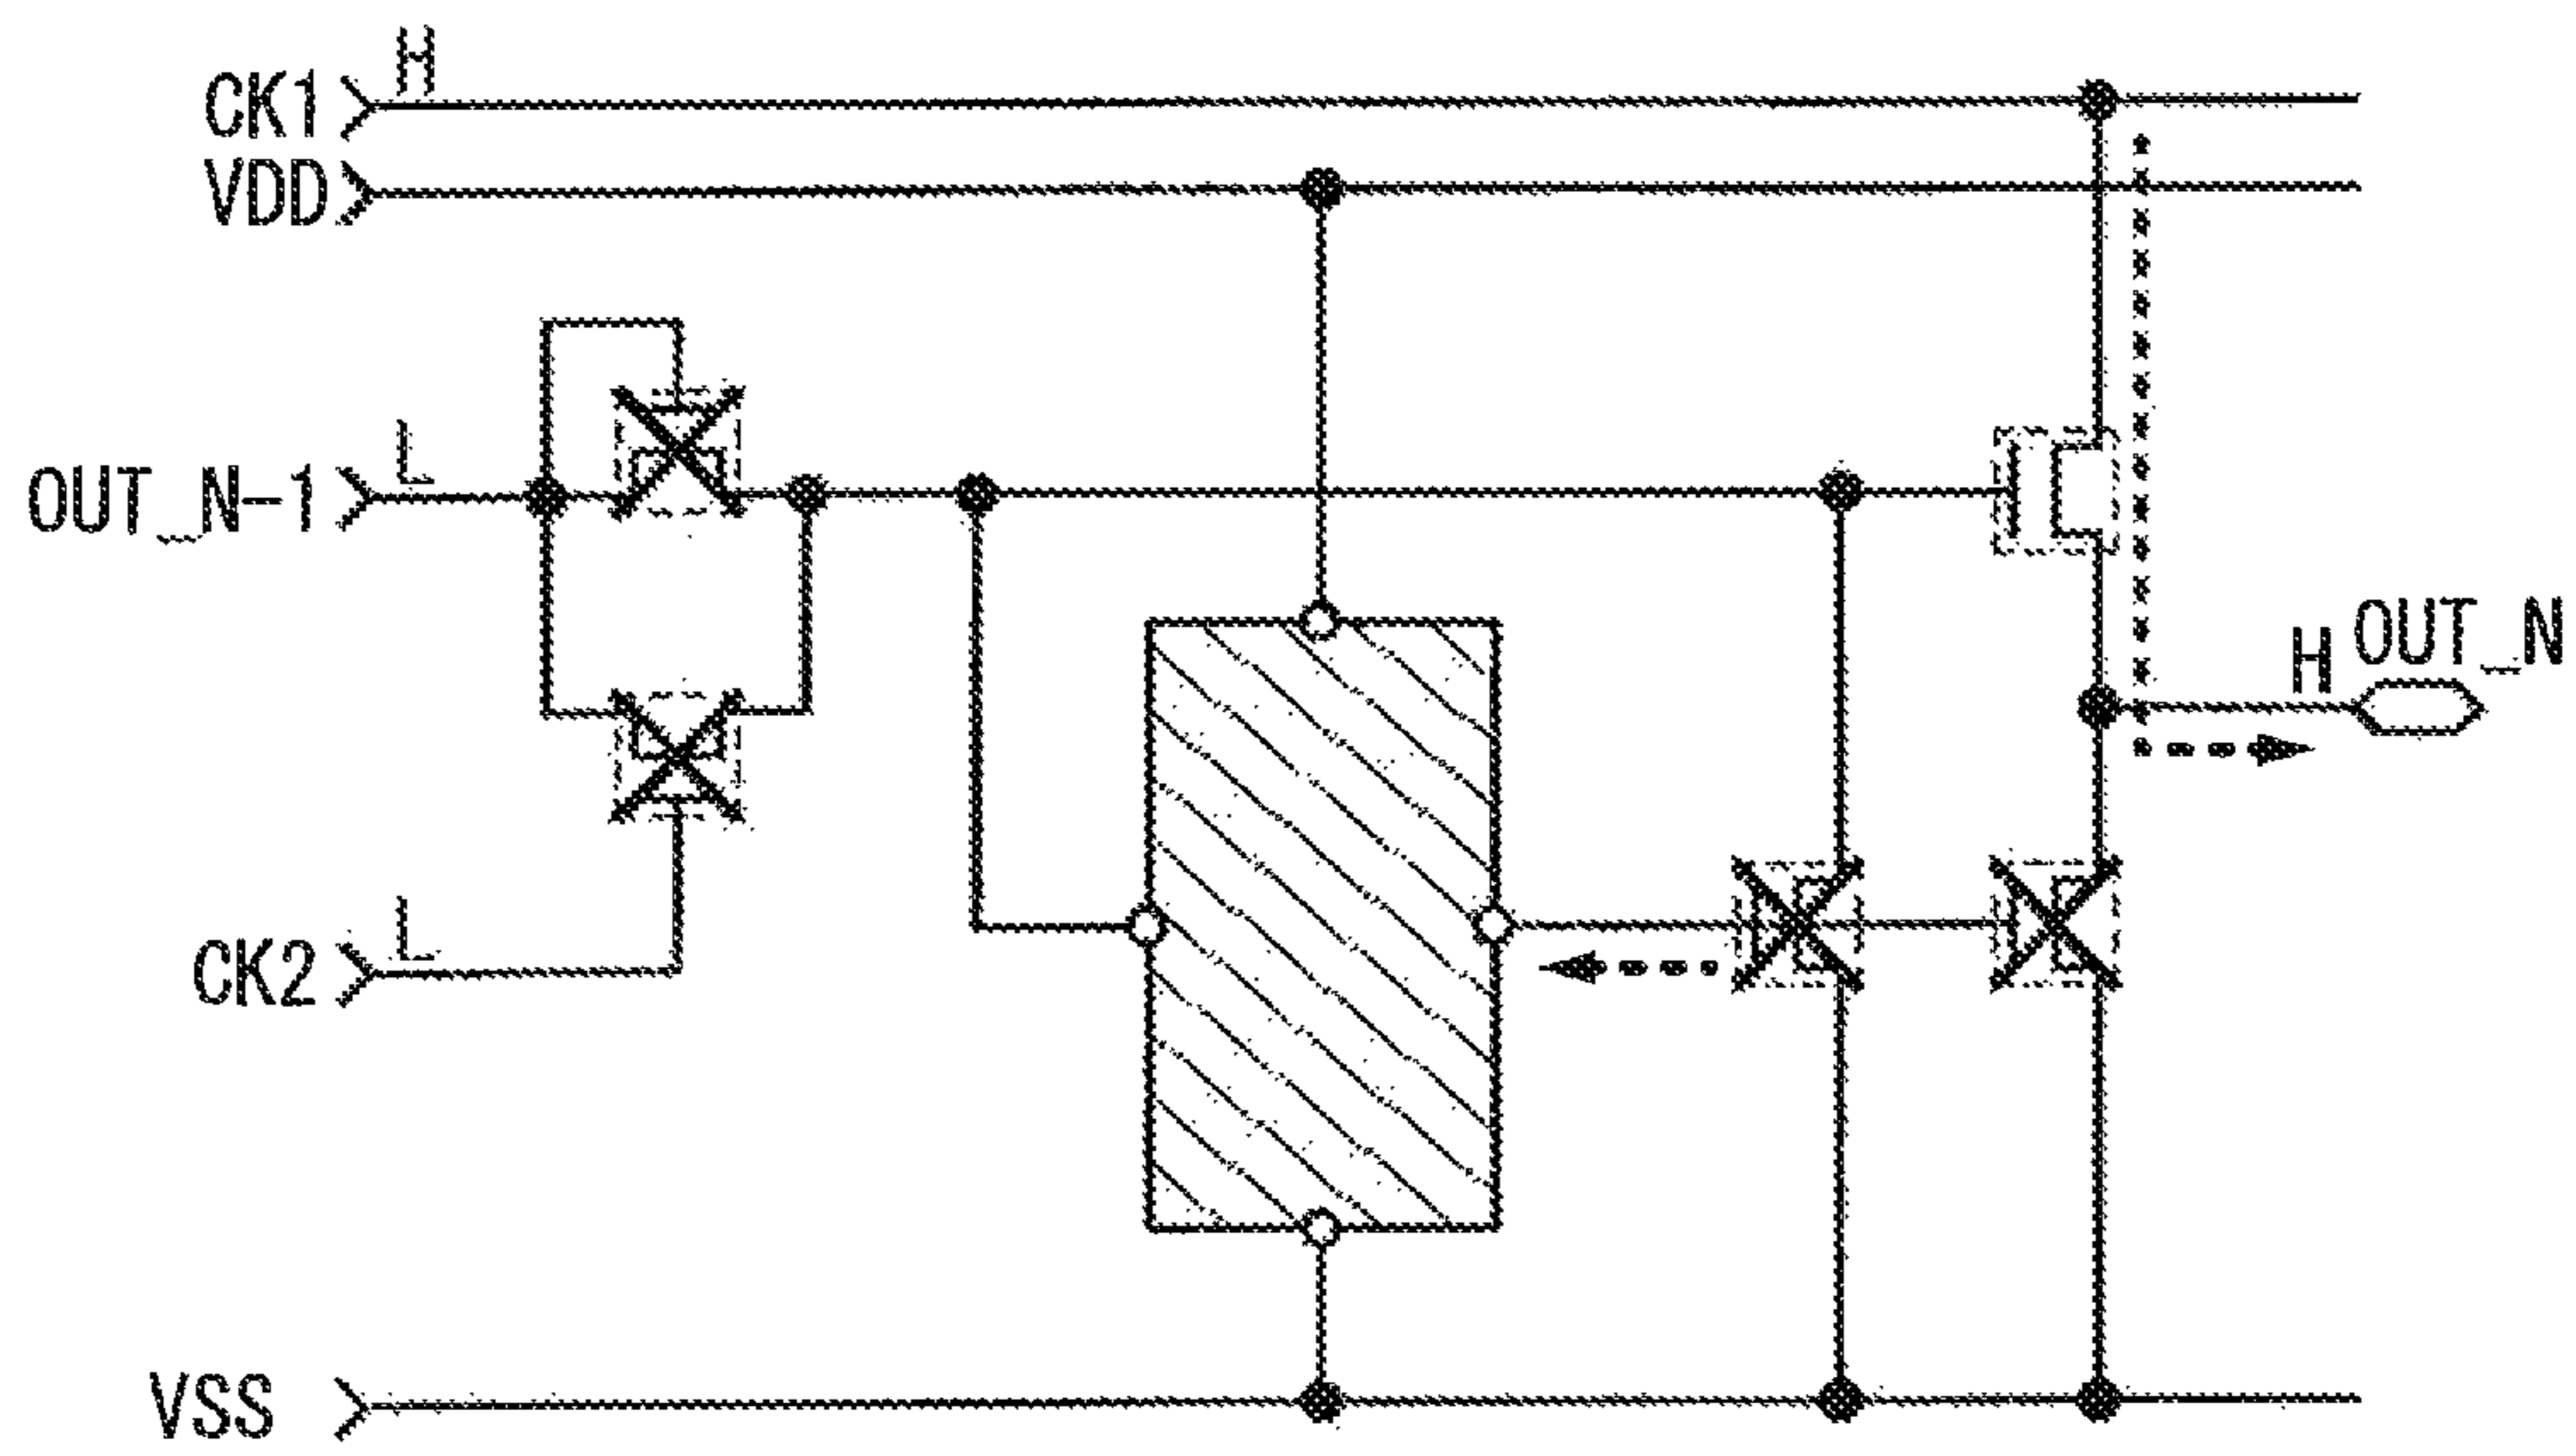 H
CK1
VDD
L
OUT_N-1
H
OUT_N
L
CK2
VSS